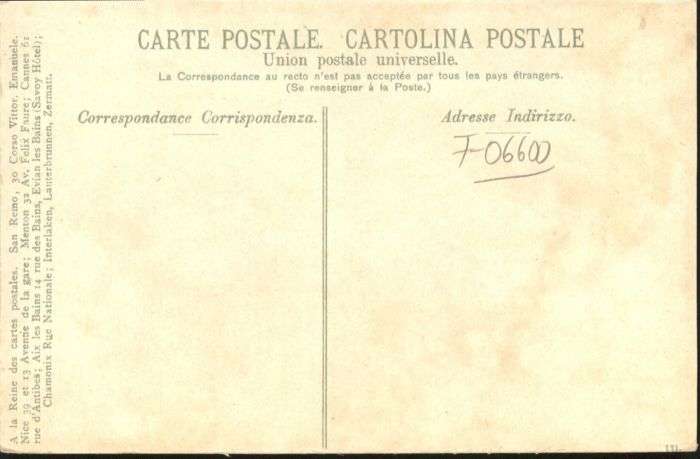 CARTE POSTALE. CARTOLINA POSTALE
Union postale universelle.
La Correspondance au recto n'est pas acceptée par tous les pays étrangers.
(Se renseigner à la Poste.)
Correspondance Corrispondenza.
Adresse Indirizzo.
F-06600
A la Reine des cartes postales. San Remo, 30 Corso Vittor. Emanuele.
Nice 39 et 13 Avenue de la gare; Menton 32 Av. Felix Faure; Cannes 61
rue d'Antibes; Aix les Bains 14 rue des Bains, Evian les Bains (Savoy Hôtel);
Chamonix Rue Nationale; Interlaken, Lauterbrunnen, Zermatt.